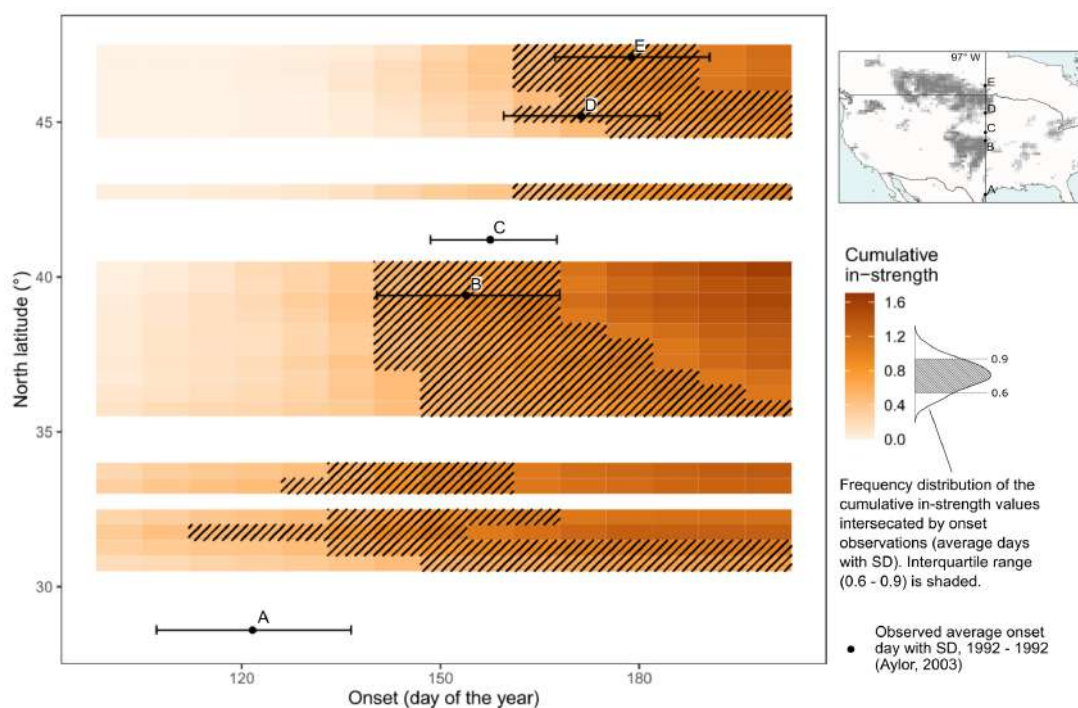 E
D
C
B
A
45
40
35
30
North latitude (°)
120
150
180
Onset (day of the year)
97° W
E
D
C
B
A
Cumulative
in−strength
1.6
1.2
0.8
0.4
0.0
0.9
0.6
Frequency distribution of the
cumulative in-strength values
intersecated by onset
observations (average days
with SD). Interquartile range
(0.6 - 0.9) is shaded.
Observed average onset
day with SD, 1992 - 1992
(Aylor, 2003)